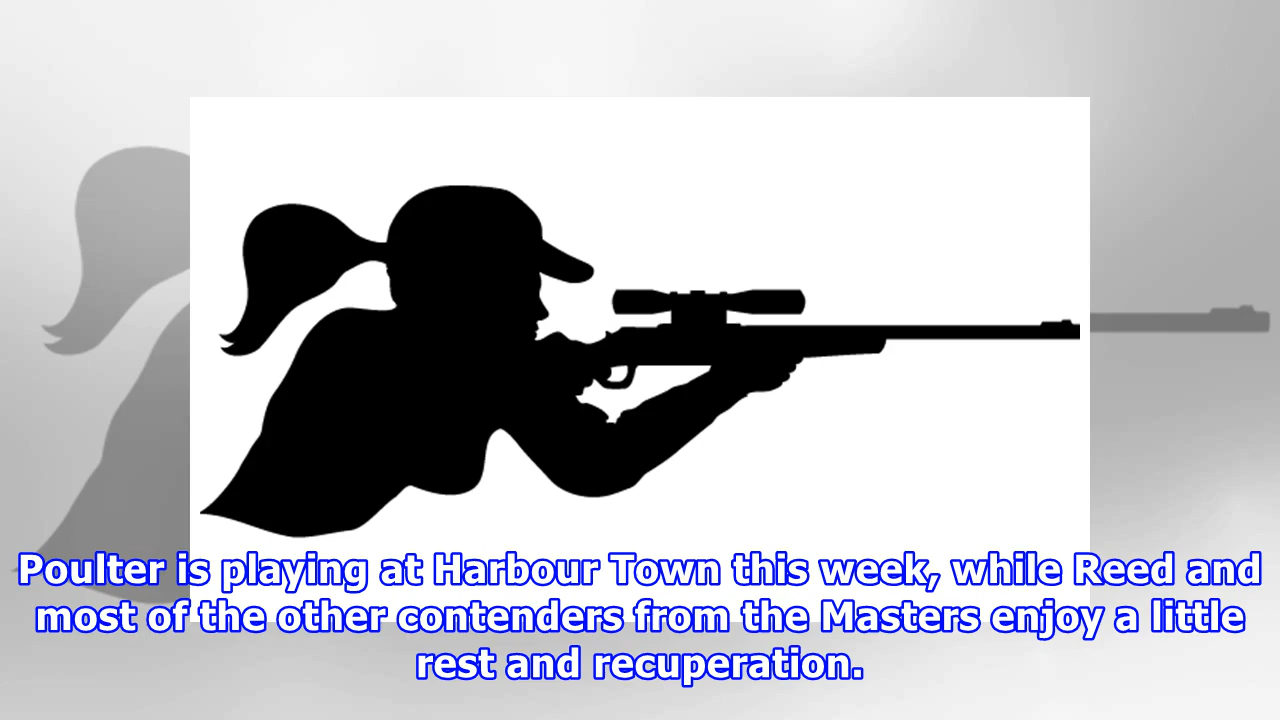 Poulter is playing at Harbour Town this week, while Reed and
most of the other contenders from the Masters enjoy a little
rest and recuperation.